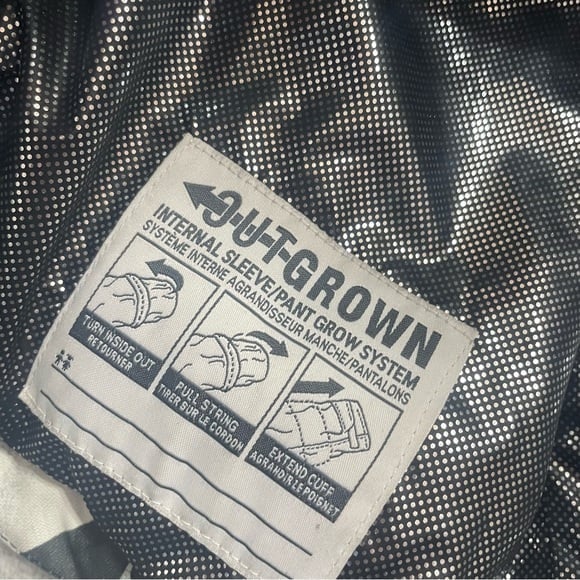 OUTGROWN
INTERNAL SLEEVE/PANT GROW SYSTEM
SYSTÈME INTERNE AGRANDISSEUR MANCHE/PANTALONS
TURN INSIDE OUT
RETOURNER
PULL STRING
TIRER SUR LE CORDON
EXTEND CUFF
AGRANDIR LE POIGNET